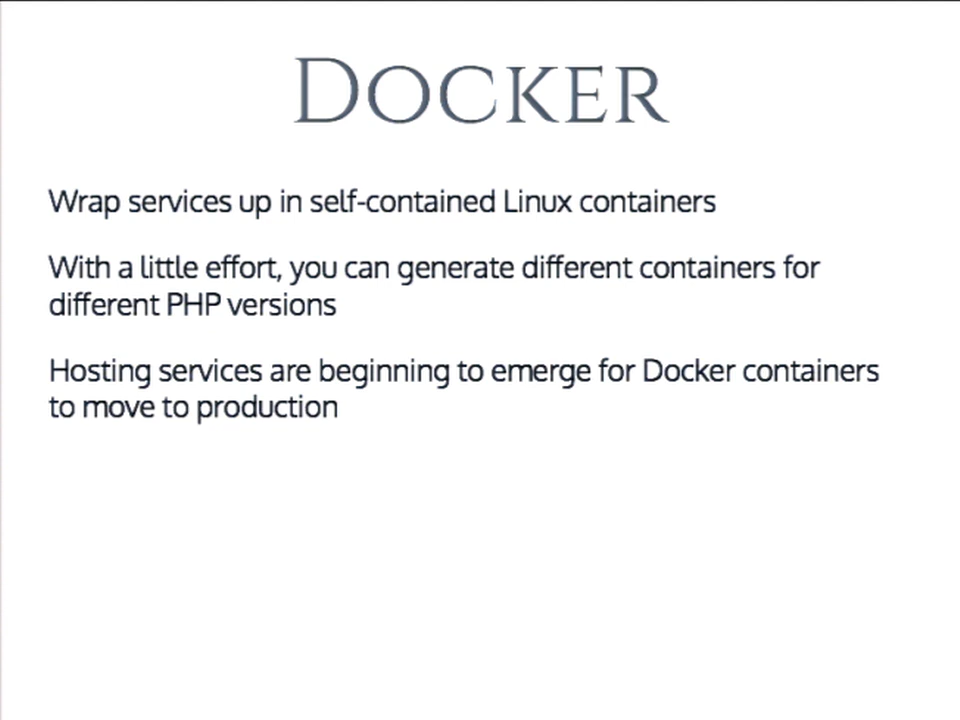 Docker
Wrap services up in self-contained Linux containers
With a little effort, you can generate different containers for
different PHP versions
Hosting services are beginning to emerge for Docker containers
to move to production